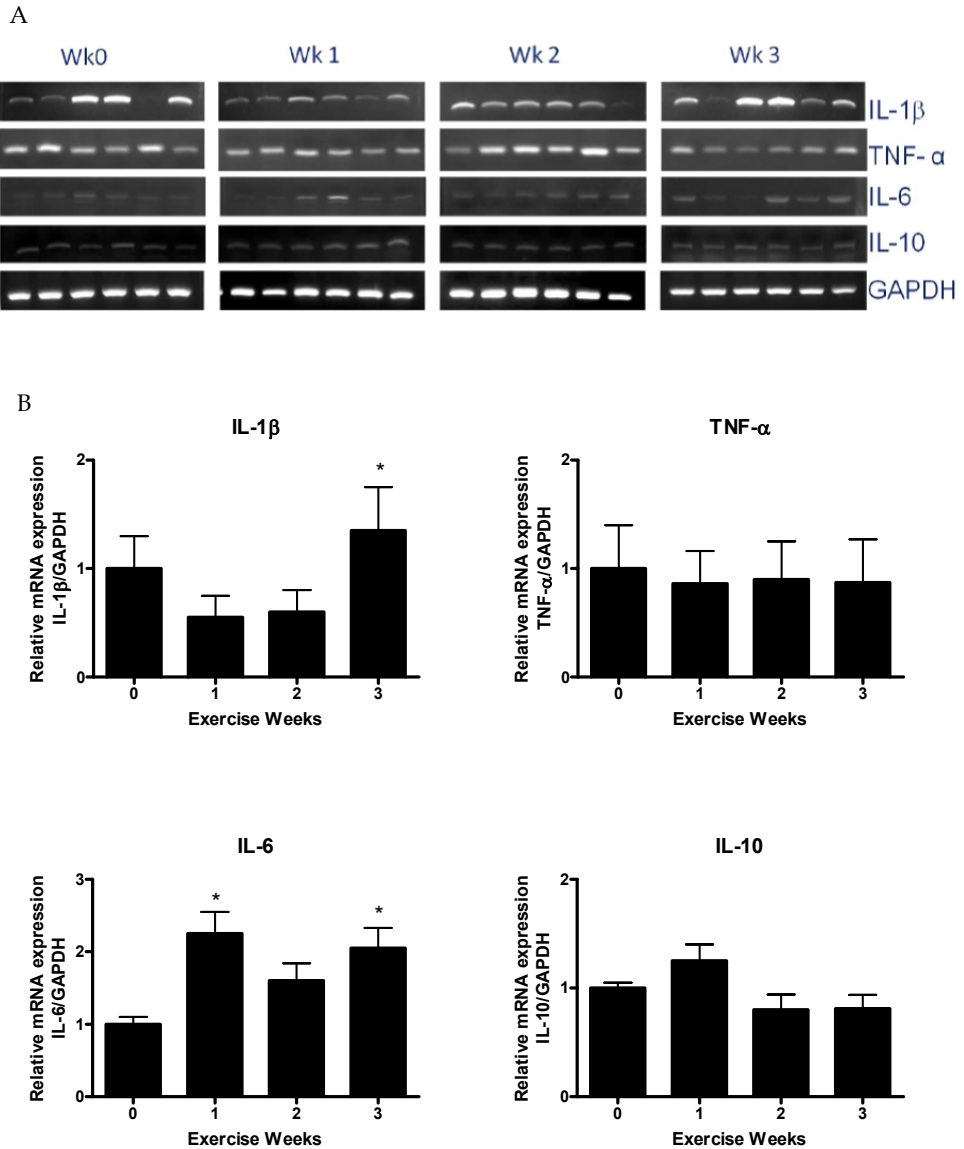 A
Wk0 Wk 1 Wk 2 Wk 3
IL-1β
TNF- α
IL-6
IL-10
GAPDH
B
IL-1β
Relative mRNA expression
IL-1β/GAPDH
2
1
0
*
0 1 2 3
Exercise Weeks
TNF-α
Relative mRNA expression
TNF-α/GAPDH
2
1
0
0 1 2 3
Exercise Weeks
IL-6
Relative mRNA expression
IL-6/GAPDH
3
2
1
0
* *
0 1 2 3
Exercise Weeks
IL-10
Relative mRNA expression
IL-10/GAPDH
2
1
0
0 1 2 3
Exercise Weeks